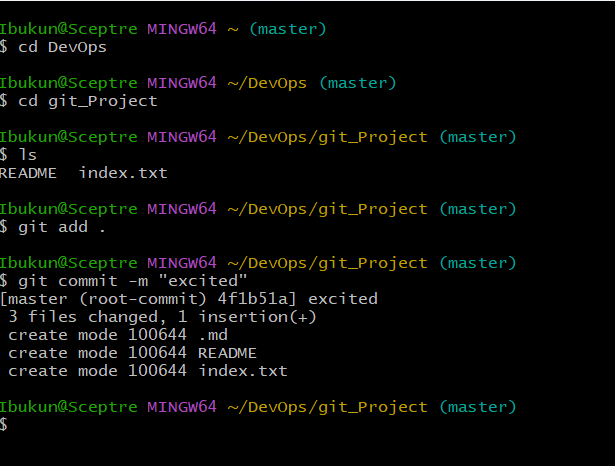 Ibukun@Sceptre MINGW64 ~ (master)
$ cd DevOps
Ibukun@Sceptre MINGW64 ~/DevOps (master)
$ cd git_Project
Ibukun@Sceptre MINGW64 ~/DevOps/git_Project (master)
$ ls
README  index.txt
Ibukun@Sceptre MINGW64 ~/DevOps/git_Project (master)
$ git add .
Ibukun@Sceptre MINGW64 ~/DevOps/git_Project (master)
$ git commit -m "excited"
[master (root-commit) 4f1b51a] excited
 3 files changed, 1 insertion(+)
 create mode 100644 .md
 create mode 100644 README
 create mode 100644 index.txt
Ibukun@Sceptre MINGW64 ~/DevOps/git_Project (master)
$